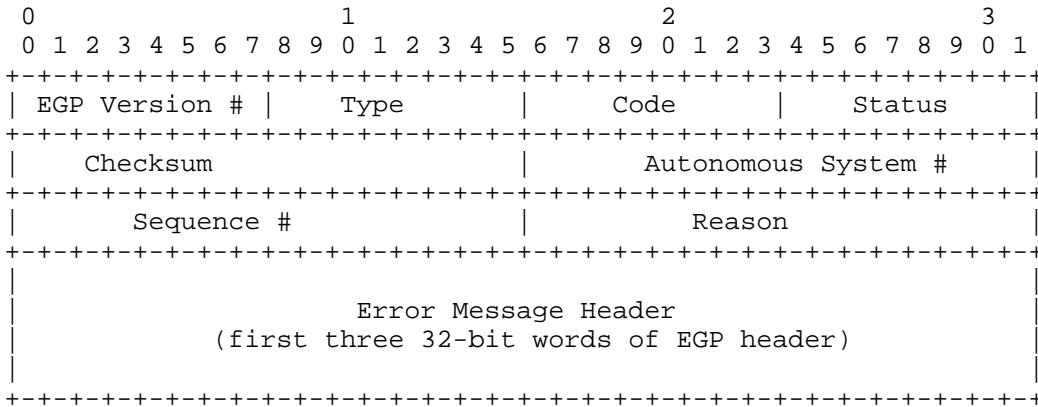 0                   1                   2                   3
 0 1 2 3 4 5 6 7 8 9 0 1 2 3 4 5 6 7 8 9 0 1 2 3 4 5 6 7 8 9 0 1
+-+-+-+-+-+-+-+-+-+-+-+-+-+-+-+-+-+-+-+-+-+-+-+-+-+-+-+-+-+-+-+-+
| EGP Version # |    Type       |     Code      |    Status     |
+-+-+-+-+-+-+-+-+-+-+-+-+-+-+-+-+-+-+-+-+-+-+-+-+-+-+-+-+-+-+-+-+
|    Checksum                   |       Autonomous System #     |
+-+-+-+-+-+-+-+-+-+-+-+-+-+-+-+-+-+-+-+-+-+-+-+-+-+-+-+-+-+-+-+-+
|       Sequence #              |          Reason               |
+-+-+-+-+-+-+-+-+-+-+-+-+-+-+-+-+-+-+-+-+-+-+-+-+-+-+-+-+-+-+-+-+
|                                                               |
|                     Error Message Header                      |
|            (first three 32-bit words of EGP header)           |
|                                                               |
+-+-+-+-+-+-+-+-+-+-+-+-+-+-+-+-+-+-+-+-+-+-+-+-+-+-+-+-+-+-+-+-+